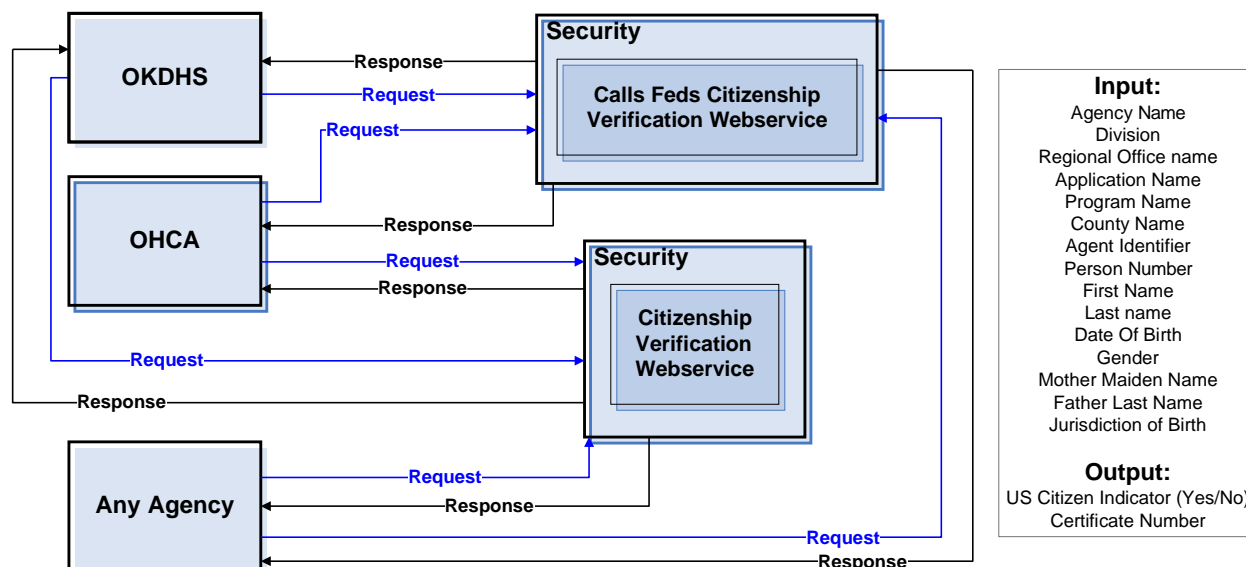 Security
OKDHS
Response
Request
Calls Feds Citizenship
Verification Webservice
Request
OHCA
Response
Request
Response
Security
Citizenship
Verification
Webservice
Request
Response
Any Agency
Request
Response
Request
Response
Input:
Agency Name
Division
Regional Office name
Application Name
Program Name
County Name
Agent Identifier
Person Number
First Name
Last name
Date Of Birth
Gender
Mother Maiden Name
Father Last Name
Jurisdiction of Birth
Output:
US Citizen Indicator (Yes/No)
Certificate Number